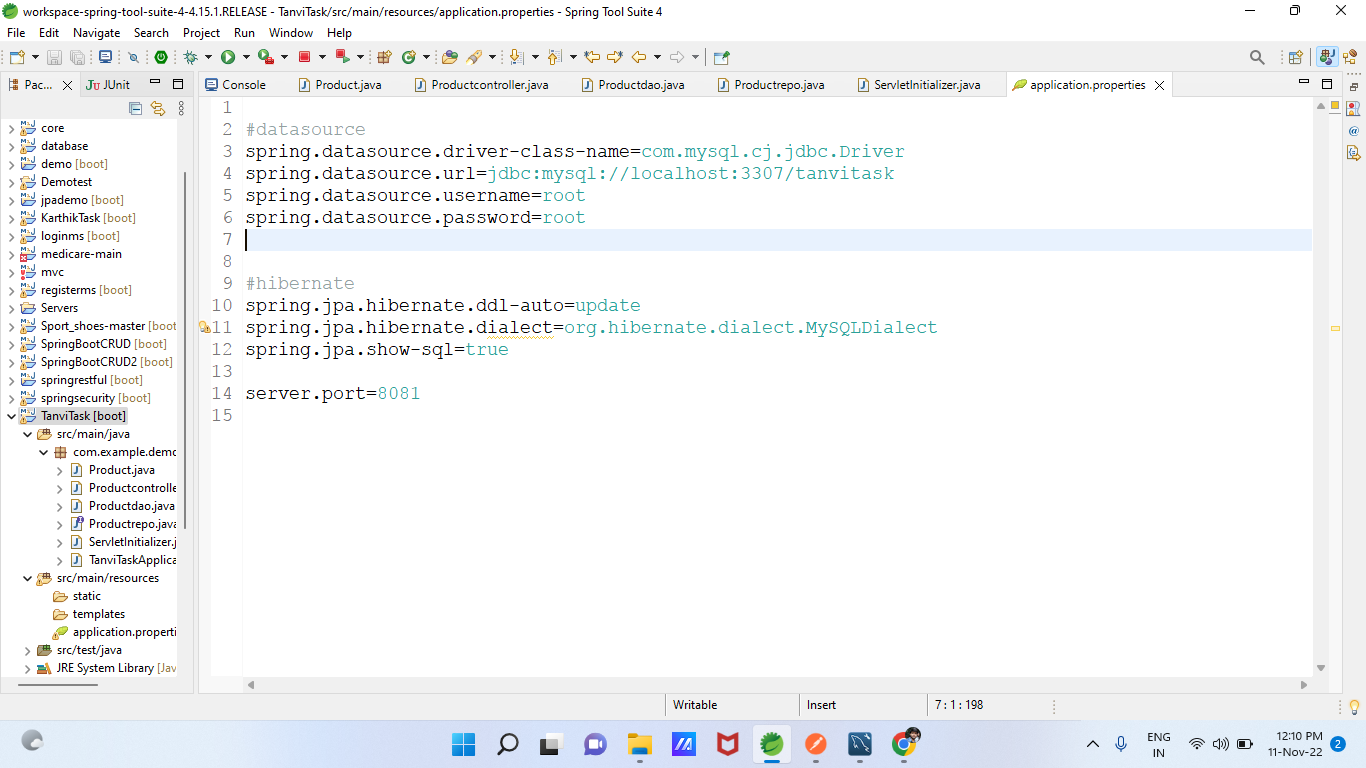 workspace-spring-tool-suite-4-4.15.1.RELEASE - TanviTask/src/main/resources/application.properties - Spring Tool Suite 4
File Edit Navigate Search Project Run Window Help
Pac... JUnit
Console Product.java Productcontroller.java Productdao.java Productrepo.java ServletInitializer.java application.properties
core
database
demo [boot]
Demotest
jpademo [boot]
KarthikTask [boot]
loginms [boot]
medicare-main
mvc
registerms [boot]
Servers
Sport_shoes-master [boot
SpringBootCRUD [boot]
SpringBootCRUD2 [boot]
springrestful [boot]
springsecurity [boot]
TanviTask [boot]
src/main/java
com.example.demo
Product.java
Productcontrolle
Productdao.java
Productrepo.java
ServletInitializer.j
TanviTaskApplica
src/main/resources
static
templates
application.properti
src/test/java
JRE System Library [Jav
1
2 #datasource
3 spring.datasource.driver-class-name=com.mysql.cj.jdbc.Driver
4 spring.datasource.url=jdbc:mysql://localhost:3307/tanvitask
5 spring.datasource.username=root
6 spring.datasource.password=root
7
8
9 #hibernate
10 spring.jpa.hibernate.ddl-auto=update
11 spring.jpa.hibernate.dialect=org.hibernate.dialect.MySQLDialect
12 spring.jpa.show-sql=true
13
14 server.port=8081
15
Writable Insert 7 : 1 : 198
ENG
IN
12:10 PM
11-Nov-22
2